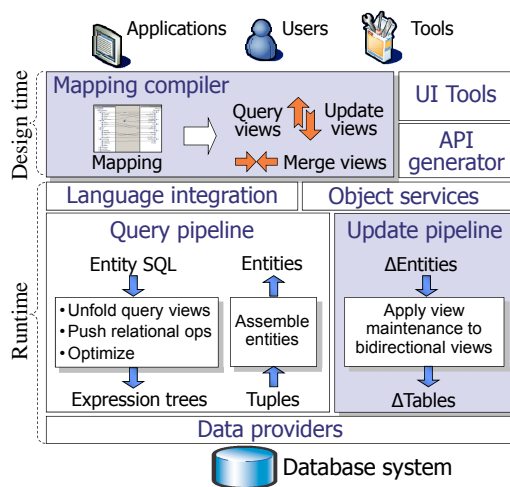 Applications
Users
Tools
Design time
Mapping compiler
Mapping
Query
views
Update
views
Merge views
UI Tools
API
generator
Runtime
Language integration
Object services
Query pipeline
Entity SQL
• Unfold query views
• Push relational ops
• Optimize
Expression trees
Entities
Assemble
entities
Tuples
Update pipeline
ΔEntities
Apply view
maintenance to
bidirectional views
ΔTables
Data providers
Database system